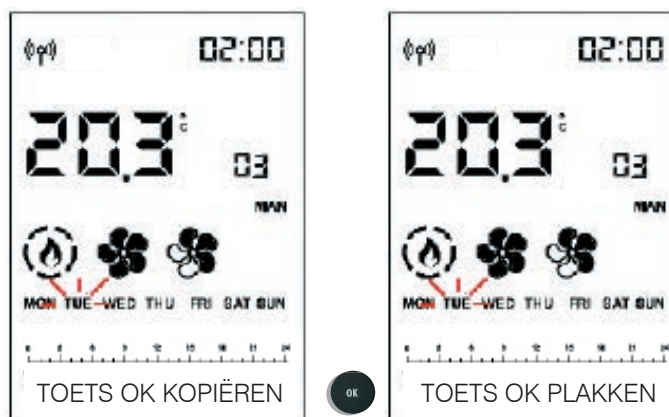 02:00
20.3 °C
03
MAN
MON TUE WED THU FRI SAT SUN
TOETS OK KOPIËREN
OK
02:00
20.3 °C
03
MAN
MON TUE WED THU FRI SAT SUN
TOETS OK PLAKKEN